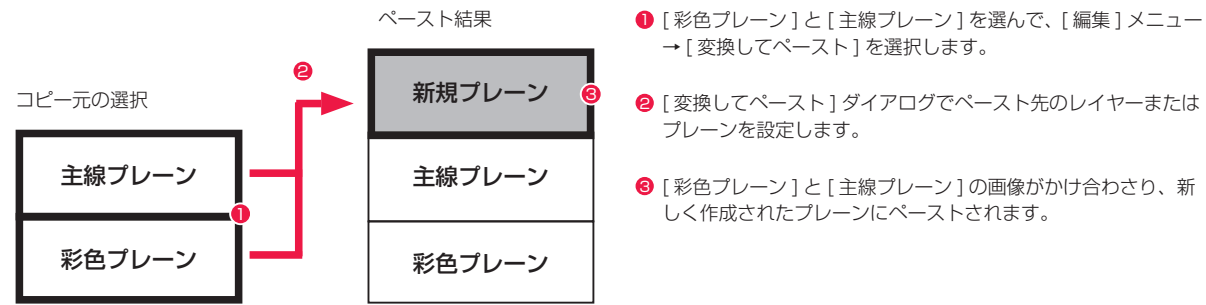 コピー元の選択
主線プレーン
❶
彩色プレーン
❷
ペースト結果
新規プレーン
❸
主線プレーン
彩色プレーン
❶ [ 彩色プレーン ] と [ 主線プレーン ] を選んで、[ 編集 ] メニュー
→ [ 変換してペースト ] を選択します。
❷ [ 変換してペースト ] ダイアログでペースト先のレイヤーまたは
プレーンを設定します。
❸ [ 彩色プレーン ] と [ 主線プレーン ] の画像がかけ合わさり、新
しく作成されたプレーンにペーストされます。